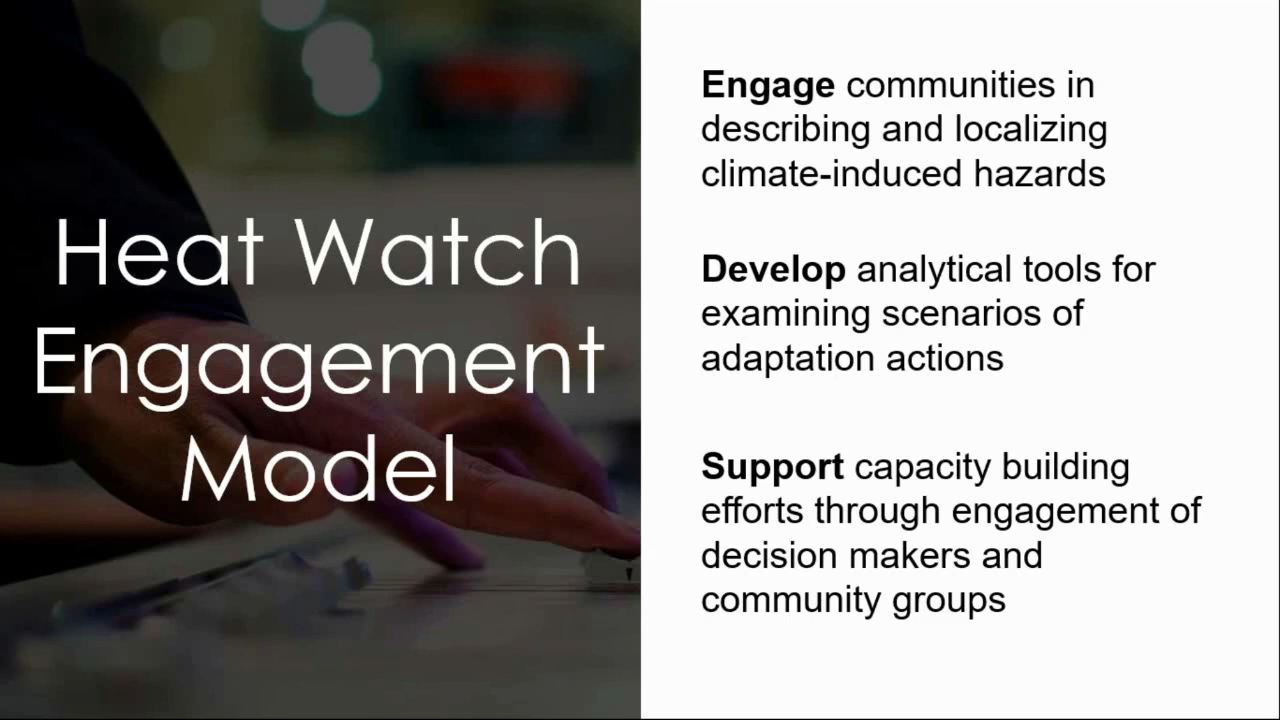 Heat Watch
Engagement
Model
Engage communities in
describing and localizing
climate-induced hazards
Develop analytical tools for
examining scenarios of
adaptation actions
Support capacity building
efforts through engagement of
decision makers and
community groups